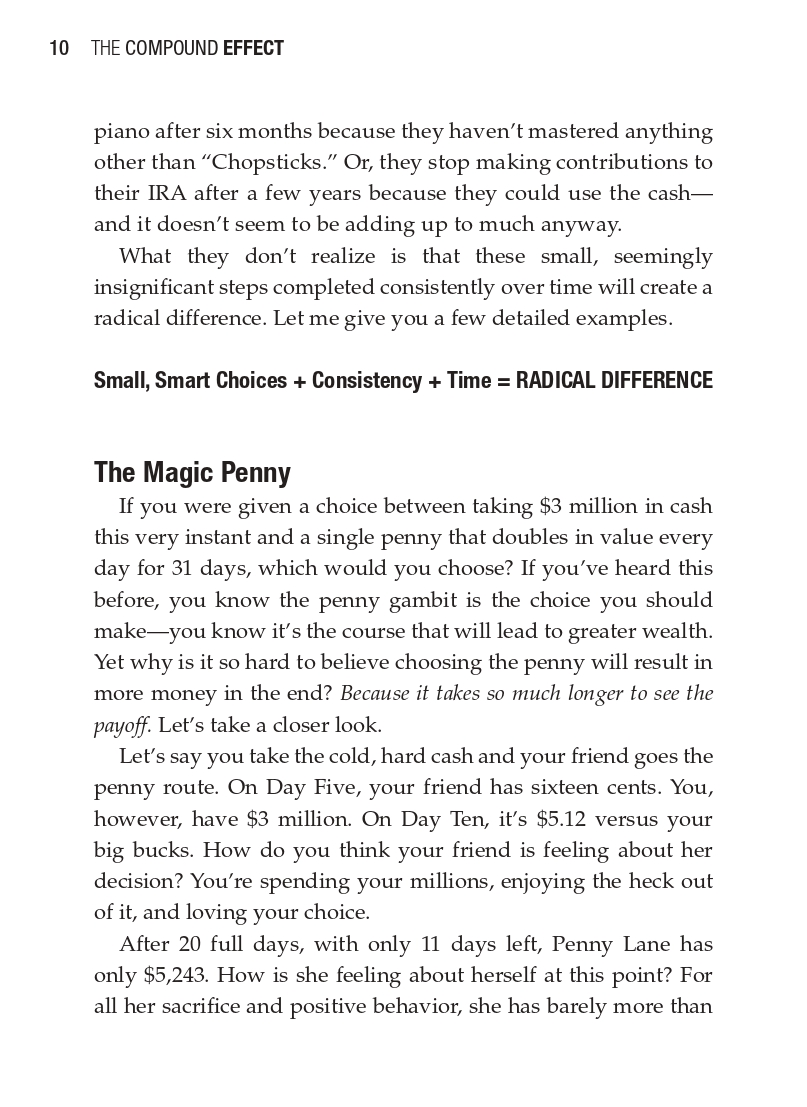 10 THE COMPOUND EFFECT
piano after six months because they haven’t mastered anything
other than “Chopsticks.” Or, they stop making contributions to
their IRA after a few years because they could use the cash—
and it doesn’t seem to be adding up to much anyway.
What they don’t realize is that these small, seemingly
insignificant steps completed consistently over time will create a
radical difference. Let me give you a few detailed examples.
Small, Smart Choices + Consistency + Time = RADICAL DIFFERENCE
The Magic Penny
If you were given a choice between taking $3 million in cash
this very instant and a single penny that doubles in value every
day for 31 days, which would you choose? If you’ve heard this
before, you know the penny gambit is the choice you should
make—you know it’s the course that will lead to greater wealth.
Yet why is it so hard to believe choosing the penny will result in
more money in the end? Because it takes so much longer to see the
payoff. Let’s take a closer look.
Let’s say you take the cold, hard cash and your friend goes the
penny route. On Day Five, your friend has sixteen cents. You,
however, have $3 million. On Day Ten, it’s $5.12 versus your
big bucks. How do you think your friend is feeling about her
decision? You’re spending your millions, enjoying the heck out
of it, and loving your choice.
After 20 full days, with only 11 days left, Penny Lane has
only $5,243. How is she feeling about herself at this point? For
all her sacrifice and positive behavior, she has barely more than